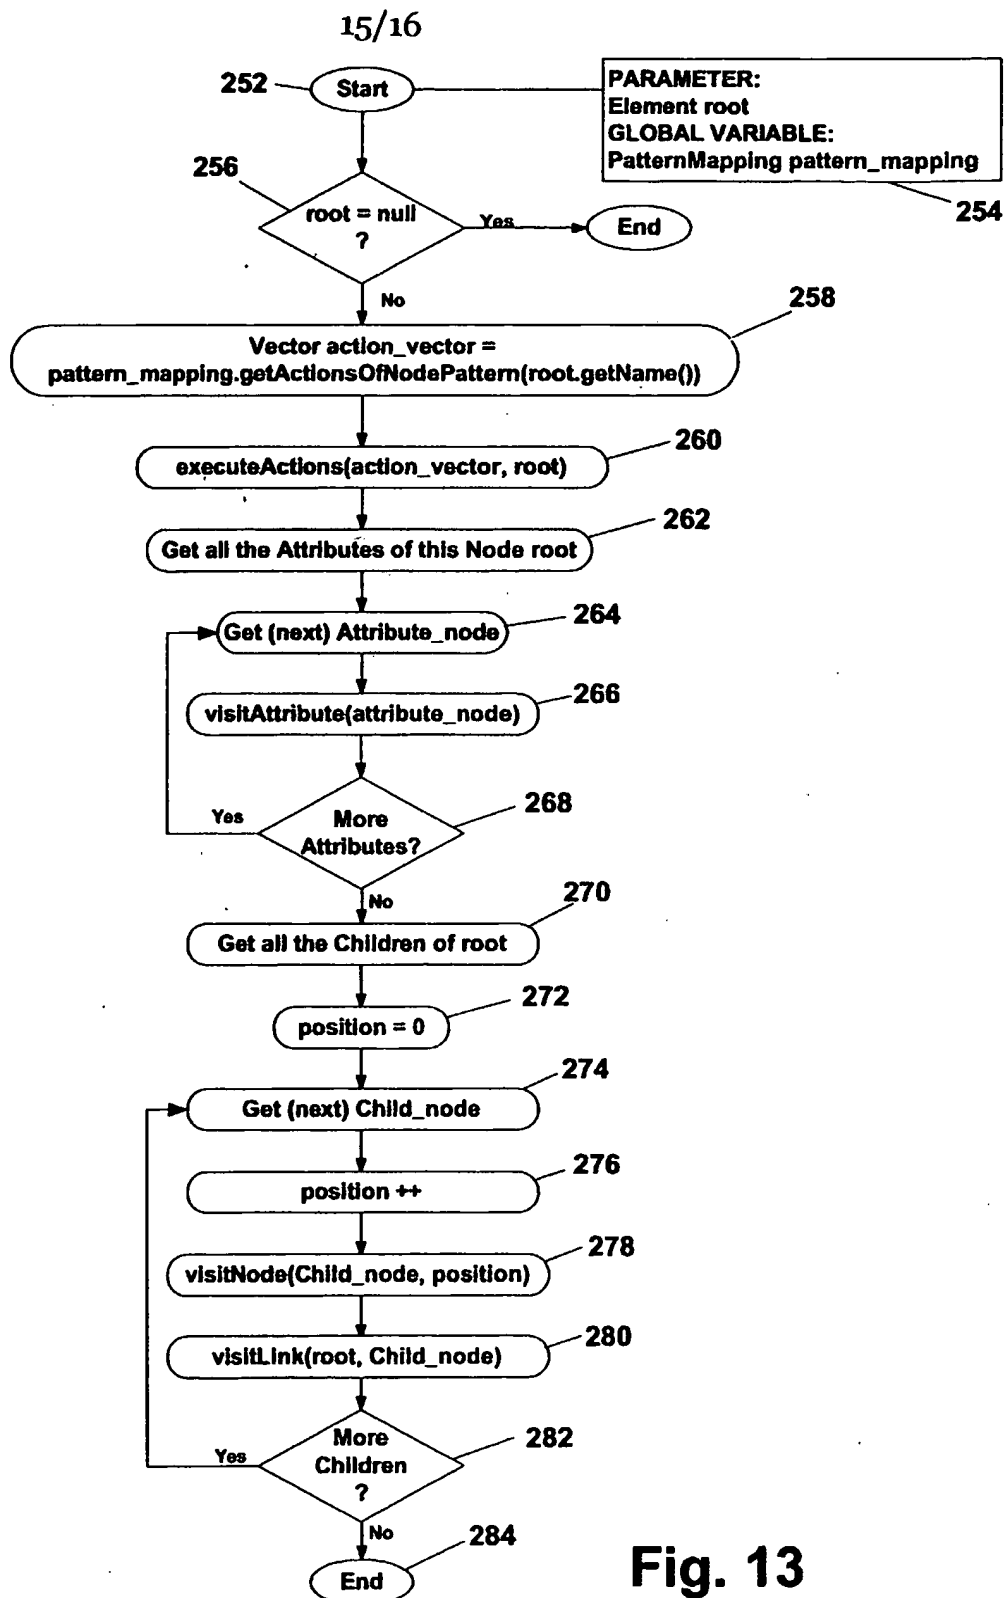 15/16
252
Start
PARAMETER:
Element root
GLOBAL VARIABLE:
PatternMapping pattern_mapping
254
256
root = null
?
Yes
End
No
258
Vector action_vector =
pattern_mapping.getActionsOfNodePattern(root.getName())
260
executeActions(action_vector, root)
262
Get all the Attributes of this Node root
264
Get (next) Attribute_node
266
visitAttribute(attribute_node)
268
More
Attributes?
Yes
No
270
Get all the Children of root
272
position = 0
274
Get (next) Child_node
276
position ++
278
visitNode(Child_node, position)
280
visitLink(root, Child_node)
282
More
Children
?
Yes
No
284
End
Fig. 13